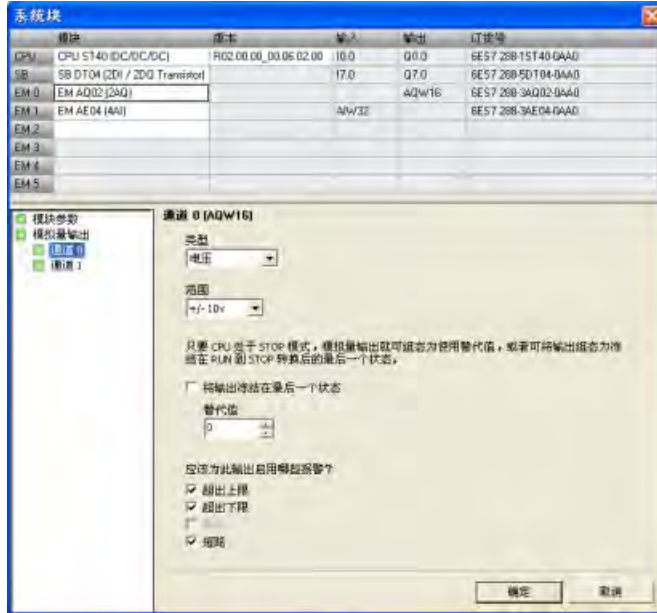 系统块
模块 版本 输入 输出 订货号
CPU CPU ST40 (DC/DC/DC) R02.00.00_00.06.02.00 I0.0 Q0.0 6ES7 288-1ST40-0AA0
SB SB DT04 (2DI / 2DQ Transistor) I7.0 Q7.0 6ES7 288-5DT04-0AA0
EM 0 EM AQ02 (2AQ) AQW16 6ES7 288-3AQ02-0AA0
EM 1 EM AE04 (4AI) AIW32 6ES7 288-3AE04-0AA0
EM 2
EM 3
EM 4
EM 5
模块参数
模拟量输出
通道 0
通道 1
通道 0 (AQW16)
类型
电压
范围
+/- 10v
只要 CPU 处于 STOP 模式，模拟量输出就可组态为使用替代值，或者可将输出组态为冻
结在 RUN 到 STOP 转换后的最后一个状态。
将输出冻结在最后一个状态
替代值
0
应该为此输出启用哪些报警?
超出上限
超出下限
短路
确定 取消